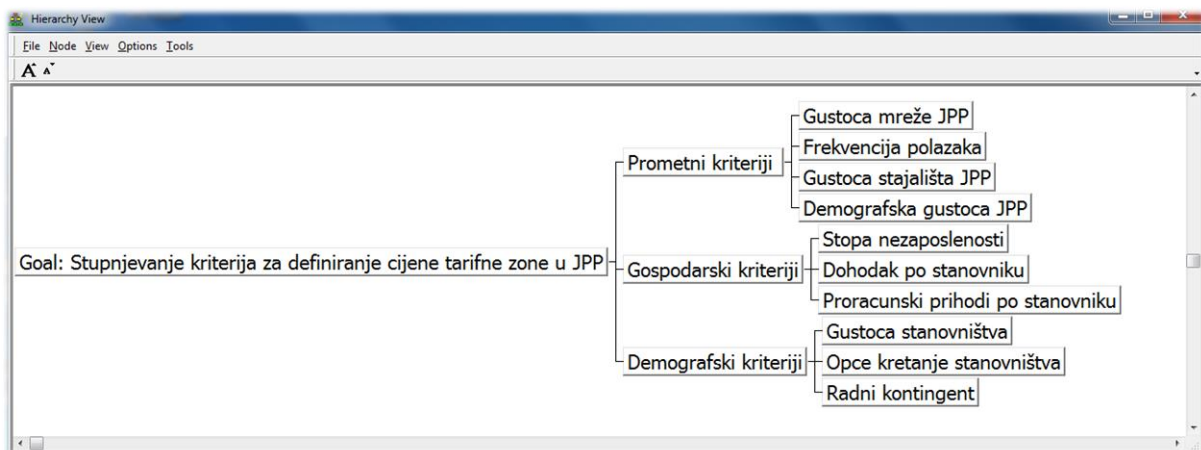 Hierarchy View
File Node View Options Tools
A A
Gustoca mreže JPP
Frekvencija polazaka
Prometni kriteriji
Gustoca stajališta JPP
Demografska gustoca JPP
Stopa nezaposlenosti
Goal: Stupnjevanje kriterija za definiranje cijene tarifne zone u JPP
Gospodarski kriteriji
Dohodak po stanovniku
Proracunski prihodi po stanovniku
Gustoca stanovništva
Demografski kriteriji
Opce kretanje stanovništva
Radni kontingent